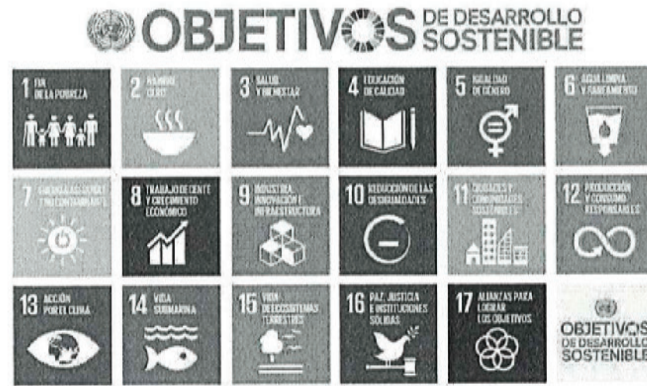 OBJETIVOS DE DESARROLLO SOSTENIBLE
1 FIN
DE LA POBREZA
2 HAMBRE
CERO
3 SALUD
Y BIENESTAR
4 EDUCACIÓN
DE CALIDAD
5 IGUALDAD
DE GÉNERO
6 AGUA LIMPIA
Y SANEAMIENTO
7
8 TRABAJO DECENTE
Y CRECIMIENTO
ECONÓMICO
9 INDUSTRIA,
INNOVACIÓN E
INFRAESTRUCTURA
10 REDUCCIÓN DE LAS
DESIGUALDADES
11 CIUDADES Y
COMUNIDADES
SOSTENIBLES
12 PRODUCCIÓN
Y CONSUMO
RESPONSABLES
13 ACCIÓN
POR EL CLIMA
14 VIDA
SUBMARINA
15 VIDA
DE ECOSISTEMAS
TERRESTRES
16 PAZ, JUSTICIA
E INSTITUCIONES
SÓLIDAS
17 ALIANZAS PARA
LOGRAR
LOS OBJETIVOS
OBJETIVOS
DE DESARROLLO
SOSTENIBLE